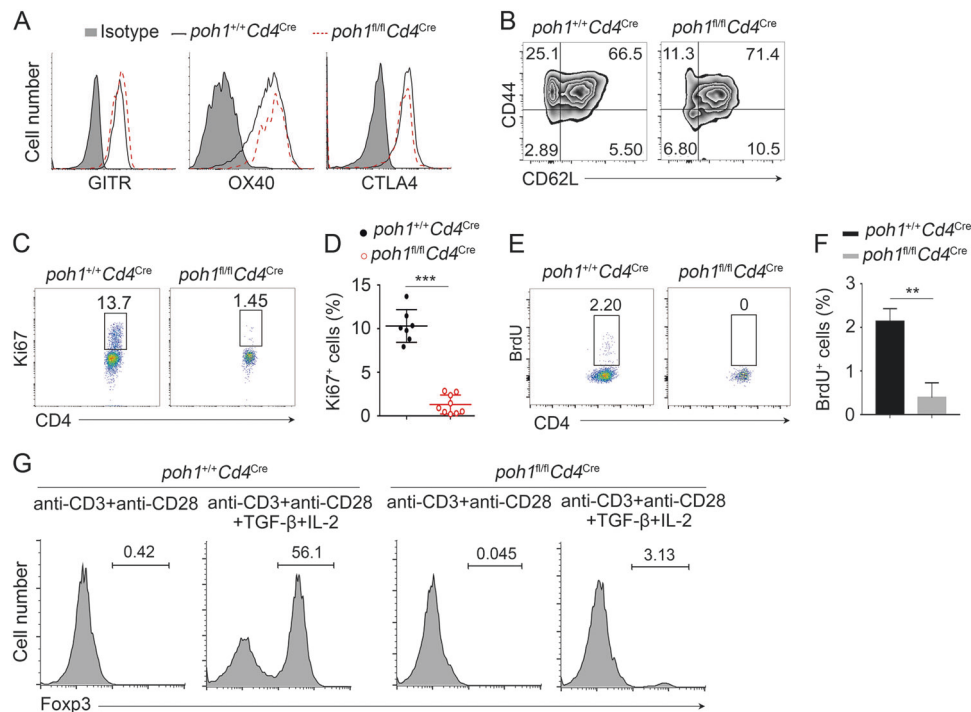 A
Isotype poh1+/+Cd4Cre poh1fl/flCd4Cre
Cell number
GITR
OX40
CTLA4
B
poh1+/+Cd4Cre poh1fl/flCd4Cre
25.1 66.5
2.89 5.50
11.3 71.4
6.80 10.5
CD44
CD62L
C
poh1+/+Cd4Cre poh1fl/flCd4Cre
13.7
1.45
Ki67
CD4
D
poh1+/+Cd4Cre
poh1fl/flCd4Cre
***
Ki67+ cells (%)
15
10
5
0
E
poh1+/+Cd4Cre poh1fl/flCd4Cre
2.20
0
BrdU
CD4
F
poh1+/+Cd4Cre
poh1fl/flCd4Cre
**
BrdU+ cells (%)
3
2
1
0
G
poh1+/+Cd4Cre
poh1fl/flCd4Cre
anti-CD3+anti-CD28
anti-CD3+anti-CD28
+TGF-β+IL-2
anti-CD3+anti-CD28
anti-CD3+anti-CD28
+TGF-β+IL-2
0.42
56.1
0.045
3.13
Cell number
Foxp3